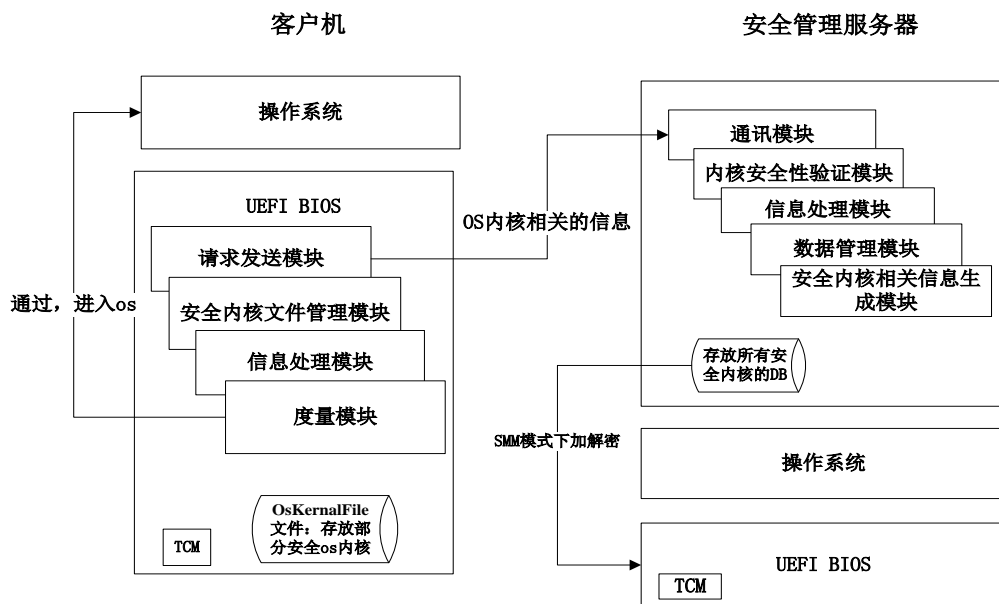 客户机
安全管理服务器
操作系统
UEFI BIOS
请求发送模块
安全内核文件管理模块
信息处理模块
度量模块
OsKernalFile
文件：存放部
分安全os内核
TCM
通过，进入os
OS内核相关的信息
通讯模块
内核安全性验证模块
信息处理模块
数据管理模块
安全内核相关信息生
成模块
存放所有安
全内核的DB
SMM模式下加解密
操作系统
UEFI BIOS
TCM